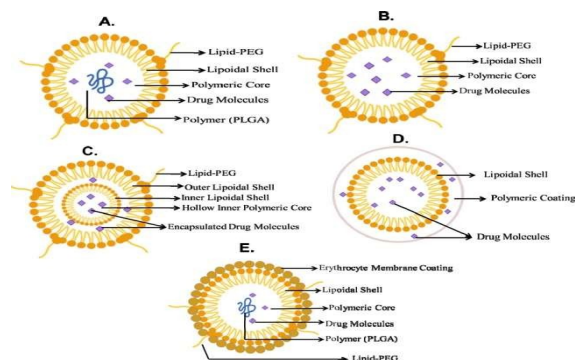 A.
Lipid-PEG
Lipoidal Shell
Polymeric Core
Drug Molecules
Polymer (PLGA)
B.
Lipid-PEG
Lipoidal Shell
Polymeric Core
Drug Molecules
C.
Lipid-PEG
Outer Lipoidal Shell
Inner Lipoidal Shell
Hollow Inner Polymeric Core
Encapsulated Drug Molecules
D.
Lipoidal Shell
Polymeric Coating
Drug Molecules
E.
Erythrocyte Membrane Coating
Lipoidal Shell
Polymeric Core
Drug Molecules
Polymer (PLGA)
Lipid-PEG